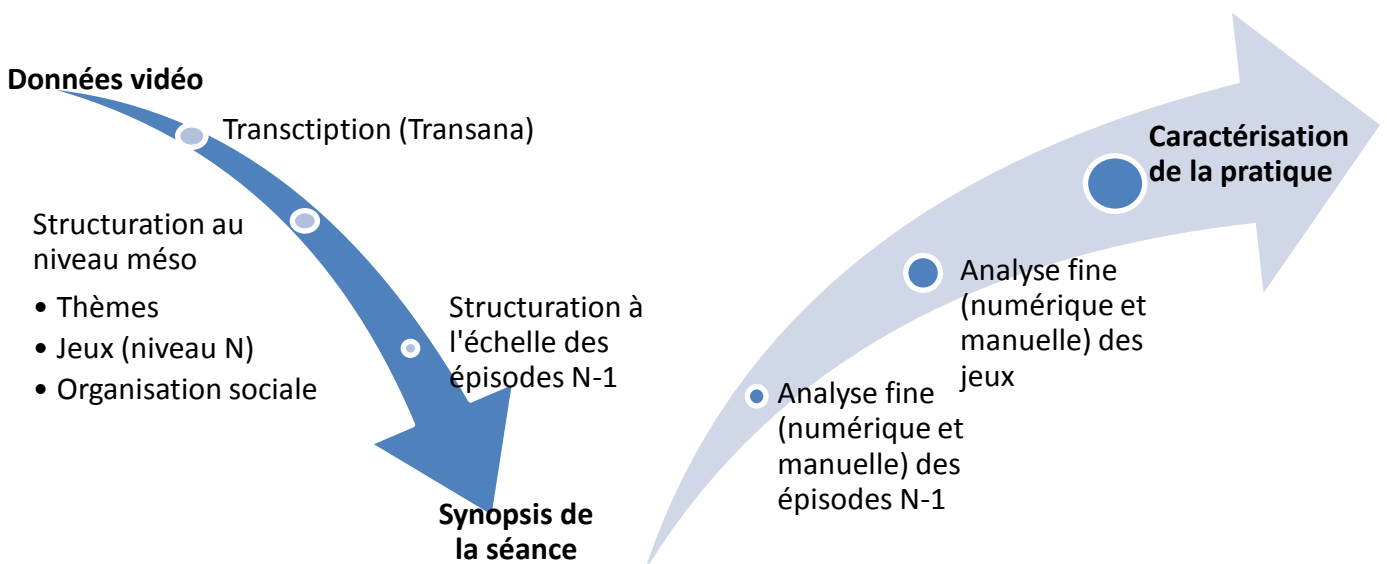 Données vidéo
Transctiption (Transana)
Structuration au
niveau méso
• Thèmes
• Jeux (niveau N)
• Organisation sociale
Structuration à
l'échelle des
épisodes N-1
Synopsis de
la séance
Analyse fine
(numérique et
manuelle) des
épisodes N-1
Analyse fine
(numérique et
manuelle) des
jeux
Caractérisation
de la pratique